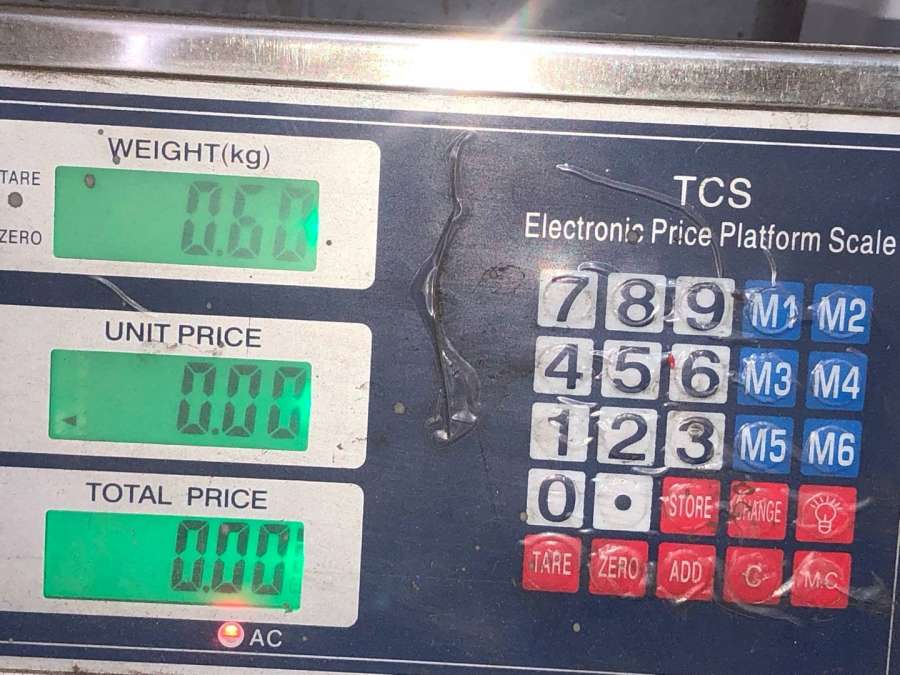 WEIGHT(kg)
TARE
ZERO
0.60
UNIT PRICE
0.00
TOTAL PRICE
0.00
AC
TCS
Electronic Price Platform Scale
7 8 9 M1 M2
4 5 6 M3 M4
1 2 3 M5 M6
0 • STORE CHANGE
TARE ZERO ADD C MC